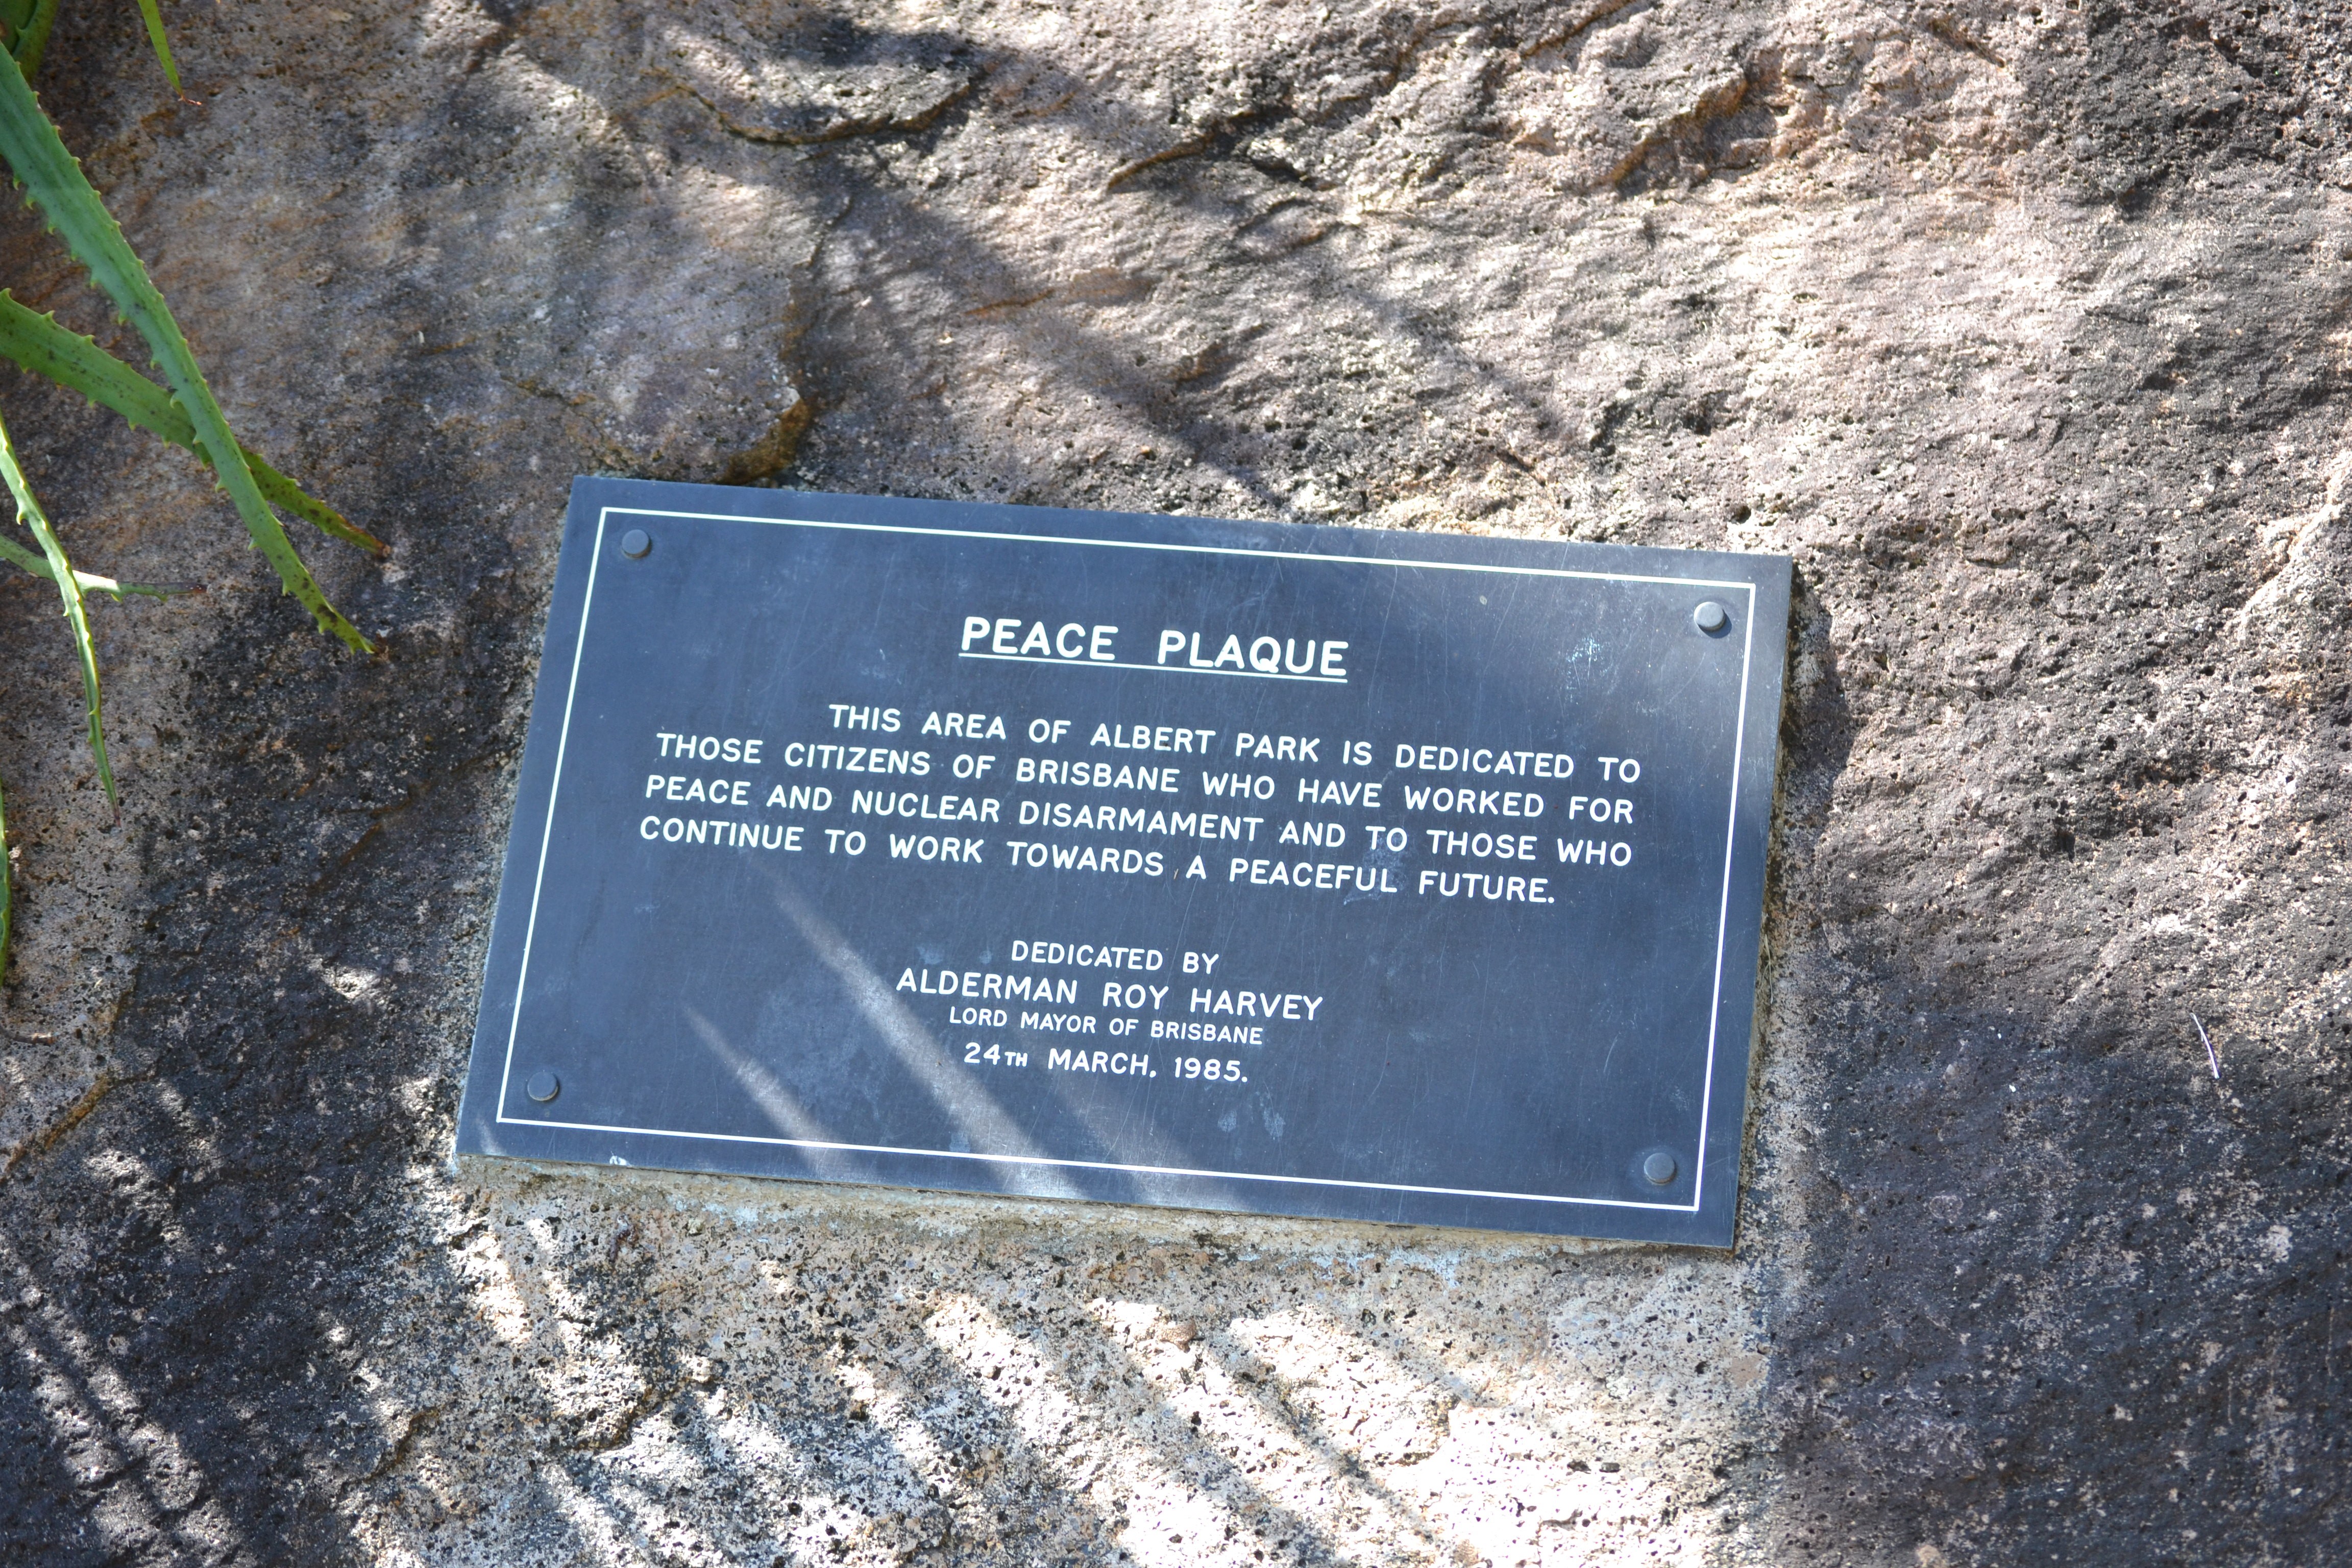 PEACE PLAQUE
THIS AREA OF ALBERT PARK IS DEDICATED TO
THOSE CITIZENS OF BRISBANE WHO HAVE WORKED FOR
PEACE AND NUCLEAR DISARMAMENT AND TO THOSE WHO
CONTINUE TO WORK TOWARDS A PEACEFUL FUTURE.
DEDICATED BY
ALDERMAN ROY HARVEY
LORD MAYOR OF BRISBANE
24TH MARCH, 1985.